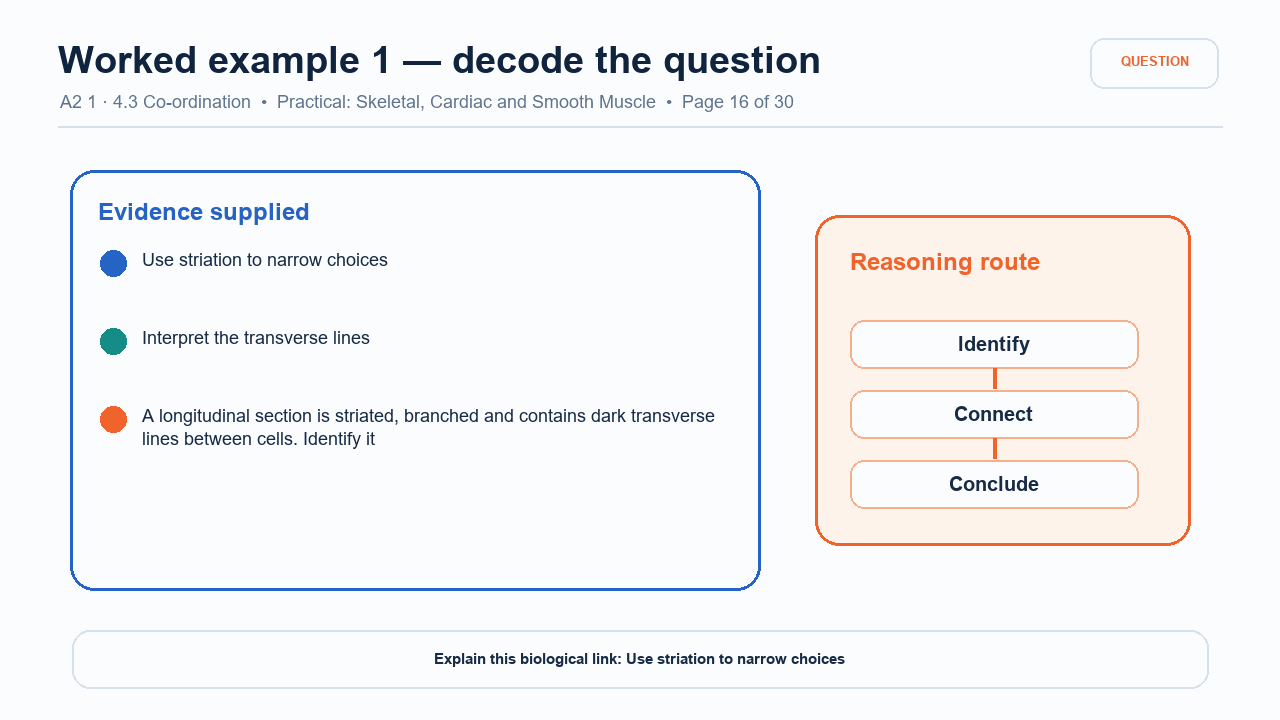 Worked example 1 — decode the question
QUESTION
A2 1 · 4.3 Co-ordination • Practical: Skeletal, Cardiac and Smooth Muscle • Page 16 of 30
Evidence supplied
Use striation to narrow choices
Interpret the transverse lines
A longitudinal section is striated, branched and contains dark transverse
lines between cells. Identify it
Reasoning route
Identify
Connect
Conclude
Explain this biological link: Use striation to narrow choices